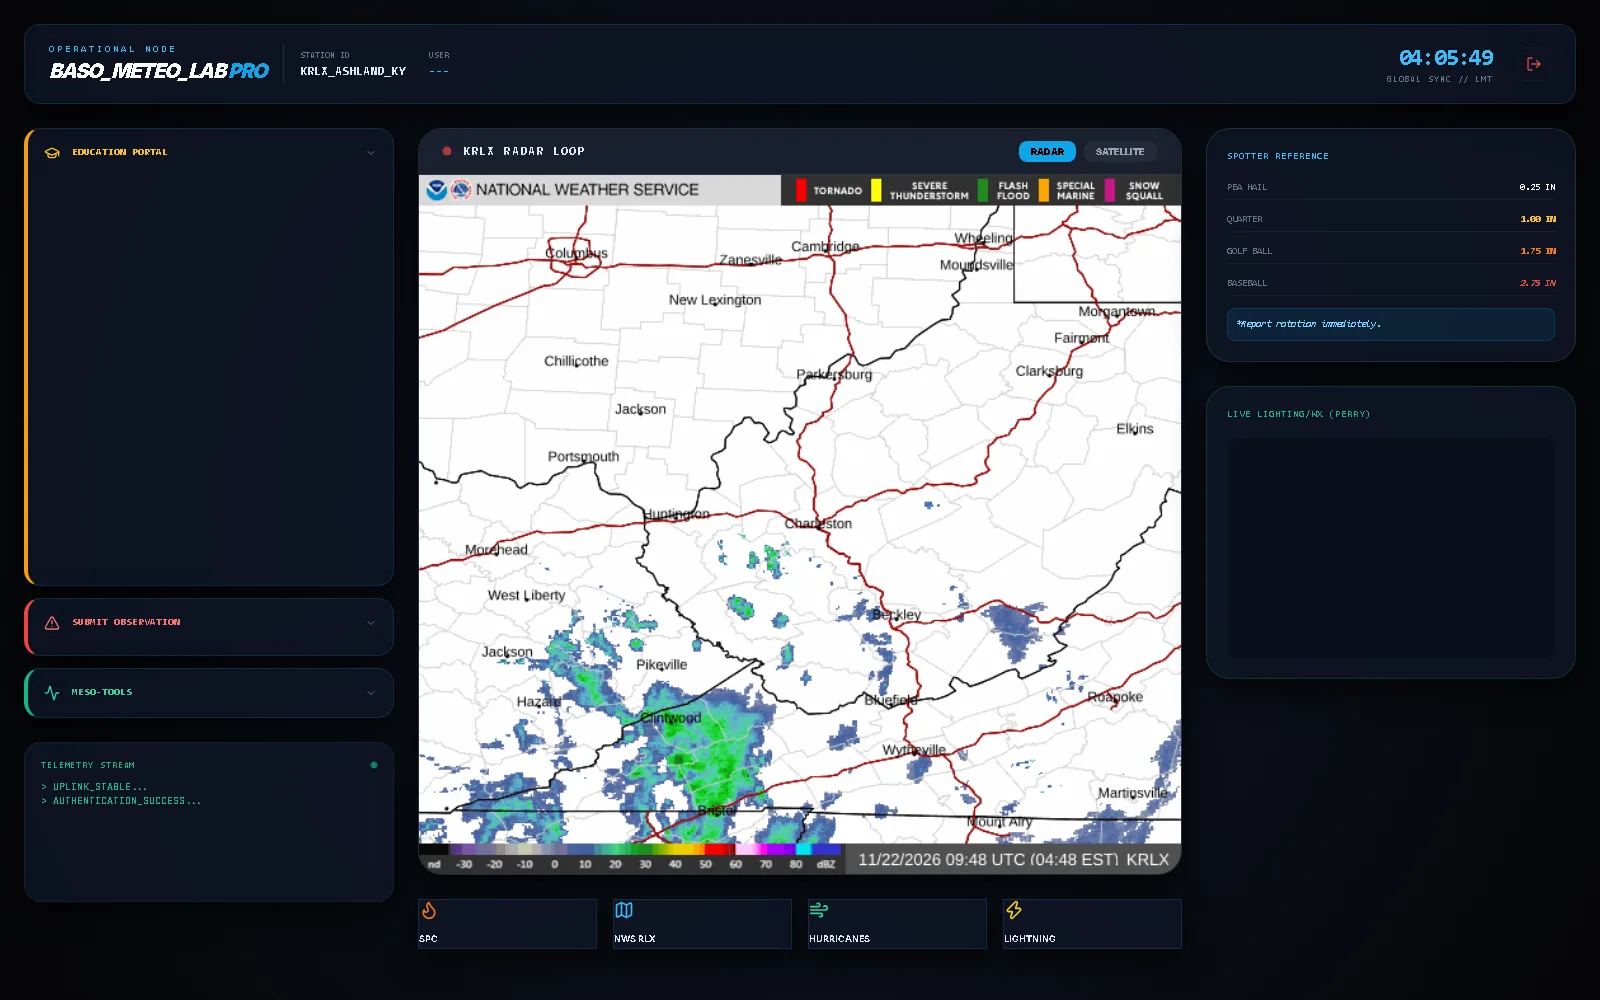 OPERATIONAL NODE
BASO_METEO_LAB PRO
STATION ID
KRLX_ASHLAND_KY
USER
---
04:05:49
GLOBAL SYNC // LMT
EDUCATION PORTAL
SUBMIT OBSERVATION
MESO-TOOLS
TELEMETRY STREAM
> UPLINK_STABLE...
> AUTHENTICATION_SUCCESS...
KRLX RADAR LOOP
RADAR
SATELLITE
NATIONAL WEATHER SERVICE
TORNADO
SEVERE
THUNDERSTORM
FLASH
FLOOD
SPECIAL
MARINE
SNOW
SQUALL
Columbus
Zanesville
Cambridge
Wheeling
Moundsville
New Lexington
Morgantown
Fairmont
Chillicothe
Parkersburg
Clarksburg
Jackson
Elkins
Portsmouth
Huntington
Charleston
Morehead
West Liberty
Beckley
Jackson
Pikeville
Hazard
Bluefield
Roanoke
Clintwood
Wytheville
Martinsville
Bristol
Mount Airy
nd -30 -20 -10 0 10 20 30 40 50 60 70 80 dBZ
11/22/2026 09:48 UTC (04:48 EST) KRLX
SPC
NWS RLX
HURRICANES
LIGHTNING
SPOTTER REFERENCE
PEA HAIL 0.25 IN
QUARTER 1.00 IN
GOLF BALL 1.75 IN
BASEBALL 2.75 IN
*Report rotation immediately.
LIVE LIGHTING/WX (PERRY)